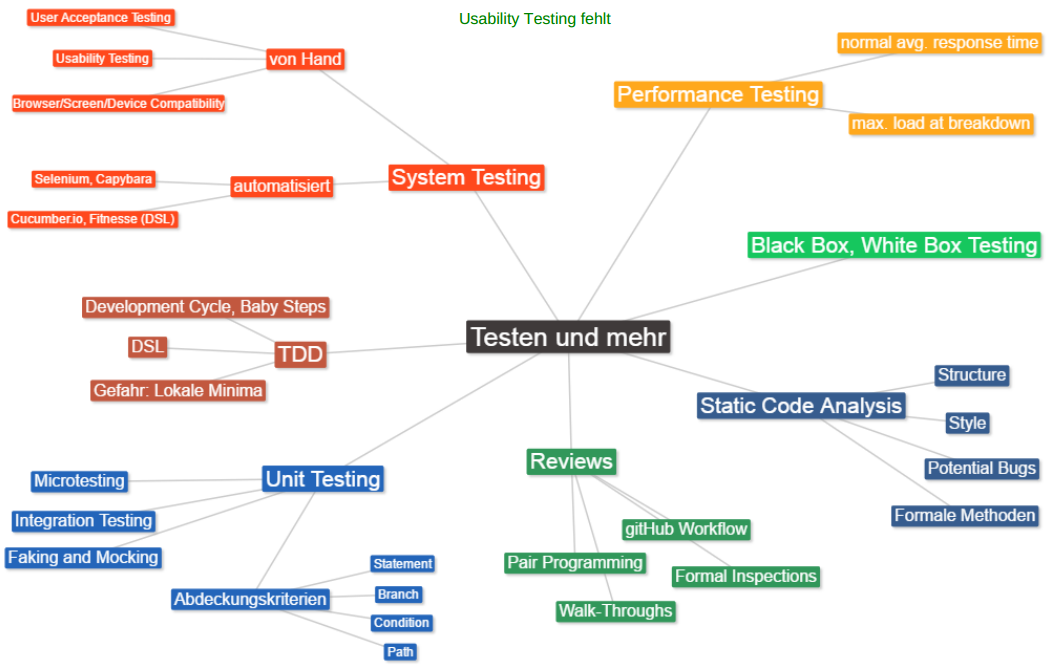 Usability Testing fehlt
User Acceptance Testing
Usability Testing
Browser/Screen/Device Compatibility
von Hand
Selenium, Capybara
Cucumber.io, Fitnesse (DSL)
automatisiert
System Testing
normal avg. response time
Performance Testing
max. load at breakdown
Black Box, White Box Testing
Testen und mehr
Development Cycle, Baby Steps
DSL
TDD
Gefahr: Lokale Minima
Structure
Static Code Analysis
Style
Potential Bugs
Formale Methoden
Reviews
gitHub Workflow
Pair Programming
Formal Inspections
Walk-Throughs
Unit Testing
Microtesting
Integration Testing
Faking and Mocking
Abdeckungskriterien
Statement
Branch
Condition
Path